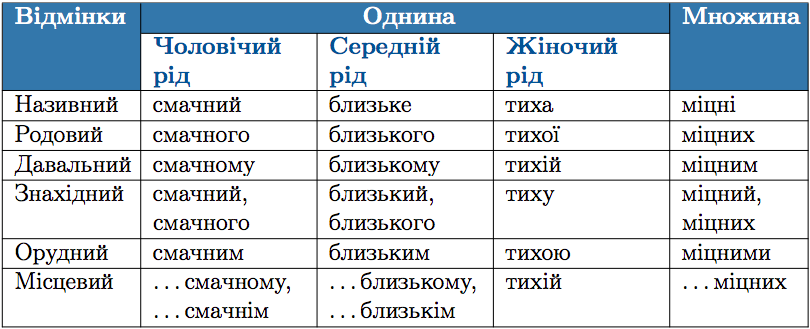 Відмінки Однина Множина
Чоловічий рід Середній рід Жіночий рід
Називний смачний близьке тиха міцні
Родовий смачного близького тихої міцних
Давальний смачному близькому тихій міцним
Знахідний смачний, близький, тиху міцний,
смачного близького міцних
Орудний смачним близьким тихою міцними
Місцевий ...смачному, ...близькому, тихій ...міцних
...смачнім ...близькім